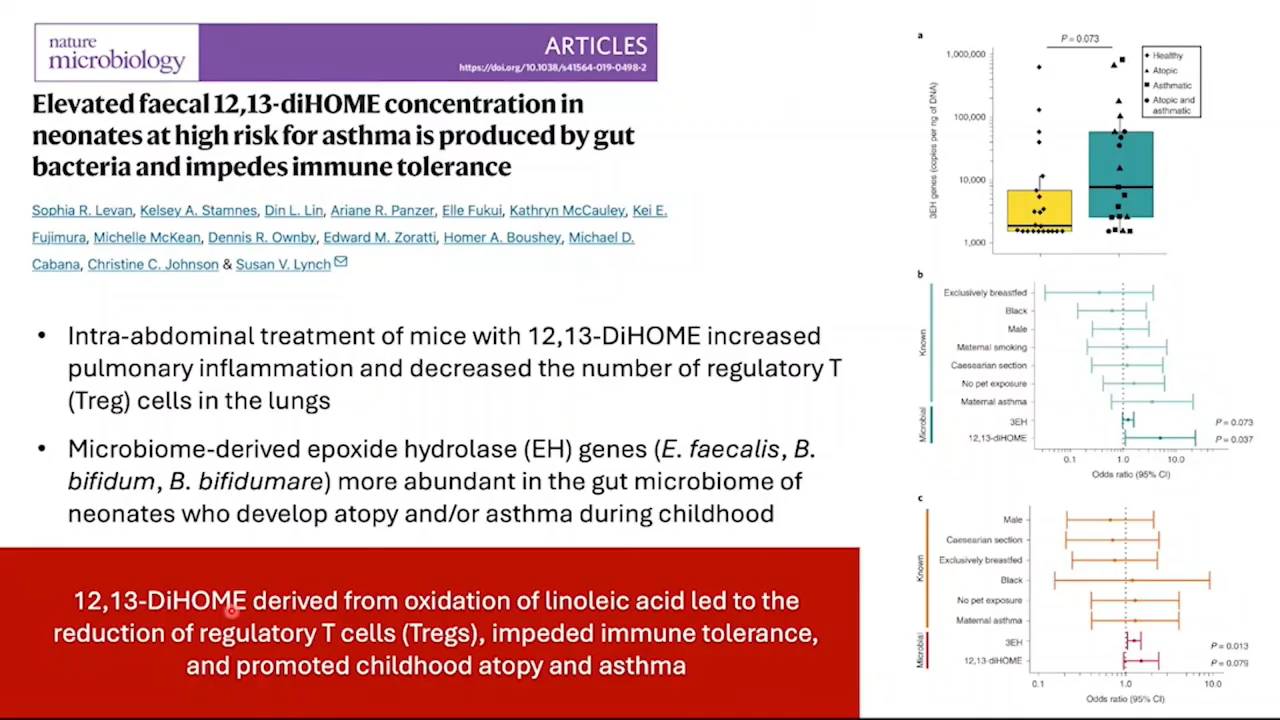 nature
microbiology
ARTICLES
https://doi.org/10.1038/s41564-019-0498-2
Elevated faecal 12,13-diHOME concentration in
neonates at high risk for asthma is produced by gut
bacteria and impedes immune tolerance
Sophia R. Levan, Kelsey A. Stamnes, Din L. Lin, Ariane R. Panzer, Elle Fukui, Kathryn McCauley, Kei E.
Fujimura, Michelle McKean, Dennis R. Ownby, Edward M. Zoratti, Homer A. Boushey, Michael D.
Cabana, Christine C. Johnson & Susan V. Lynch
• Intra-abdominal treatment of mice with 12,13-DiHOME increased
pulmonary inflammation and decreased the number of regulatory T
(Treg) cells in the lungs
• Microbiome-derived epoxide hydrolase (EH) genes (E. faecalis, B.
bifidum, B. bifidumare) more abundant in the gut microbiome of
neonates who develop atopy and/or asthma during childhood
12,13-DiHOME derived from oxidation of linoleic acid led to the
reduction of regulatory T cells (Tregs), impeded immune tolerance,
and promoted childhood atopy and asthma
a
P = 0.073
1,000,000
100,000
10,000
1,000
3EH genes (copies per ng of DNA)
Healthy
Atopic
Asthmatic
Atopic and
asthmatic
b
Known
Exclusively breastfed
Black
Male
Maternal smoking
Caesarian section
No pet exposure
Maternal asthma
Microbial
3EH
P = 0.073
12,13-diHOME
P = 0.037
0.1 1.0 10.0
Odds ratio (95% CI)
c
Known
Male
Caesearian section
Exclusively breastfed
Black
No pet exposure
Maternal asthma
Microbial
3EH
P = 0.013
12,13-diHOME
P = 0.079
0.1 1.0 10.0
Odds ratio (95% CI)